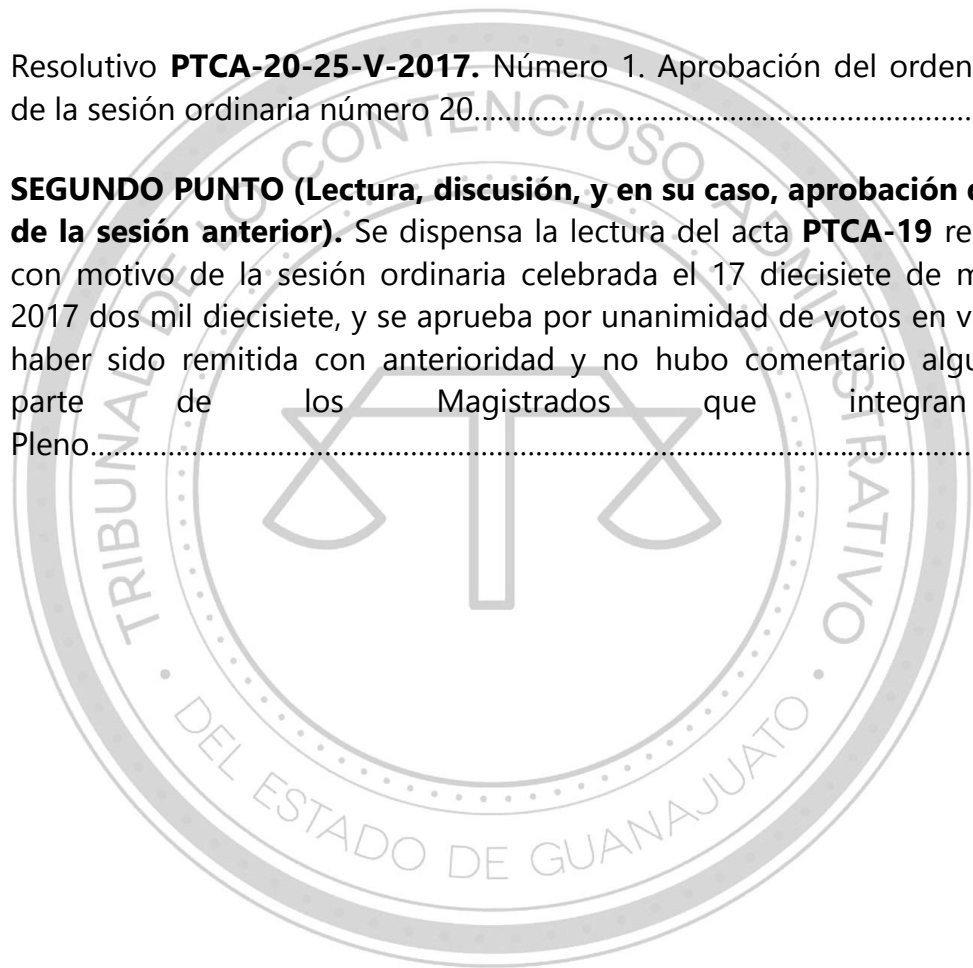 Resolutivo PTCA-20-25-V-2017. Número 1. Aprobación del orden
de la sesión ordinaria número 20......................................................................
SEGUNDO PUNTO (Lectura, discusión, y en su caso, aprobación
de la sesión anterior). Se dispensa la lectura del acta PTCA-19 re
con motivo de la sesión ordinaria celebrada el 17 diecisiete de m
2017 dos mil diecisiete, y se aprueba por unanimidad de votos en v
haber sido remitida con anterioridad y no hubo comentario algu
parte de los Magistrados que integran
Pleno..................................................................................................................
TRIBUNAL DE LO CONTENCIOSO ADMINISTRATIVO
• DEL ESTADO DE GUANAJUATO •